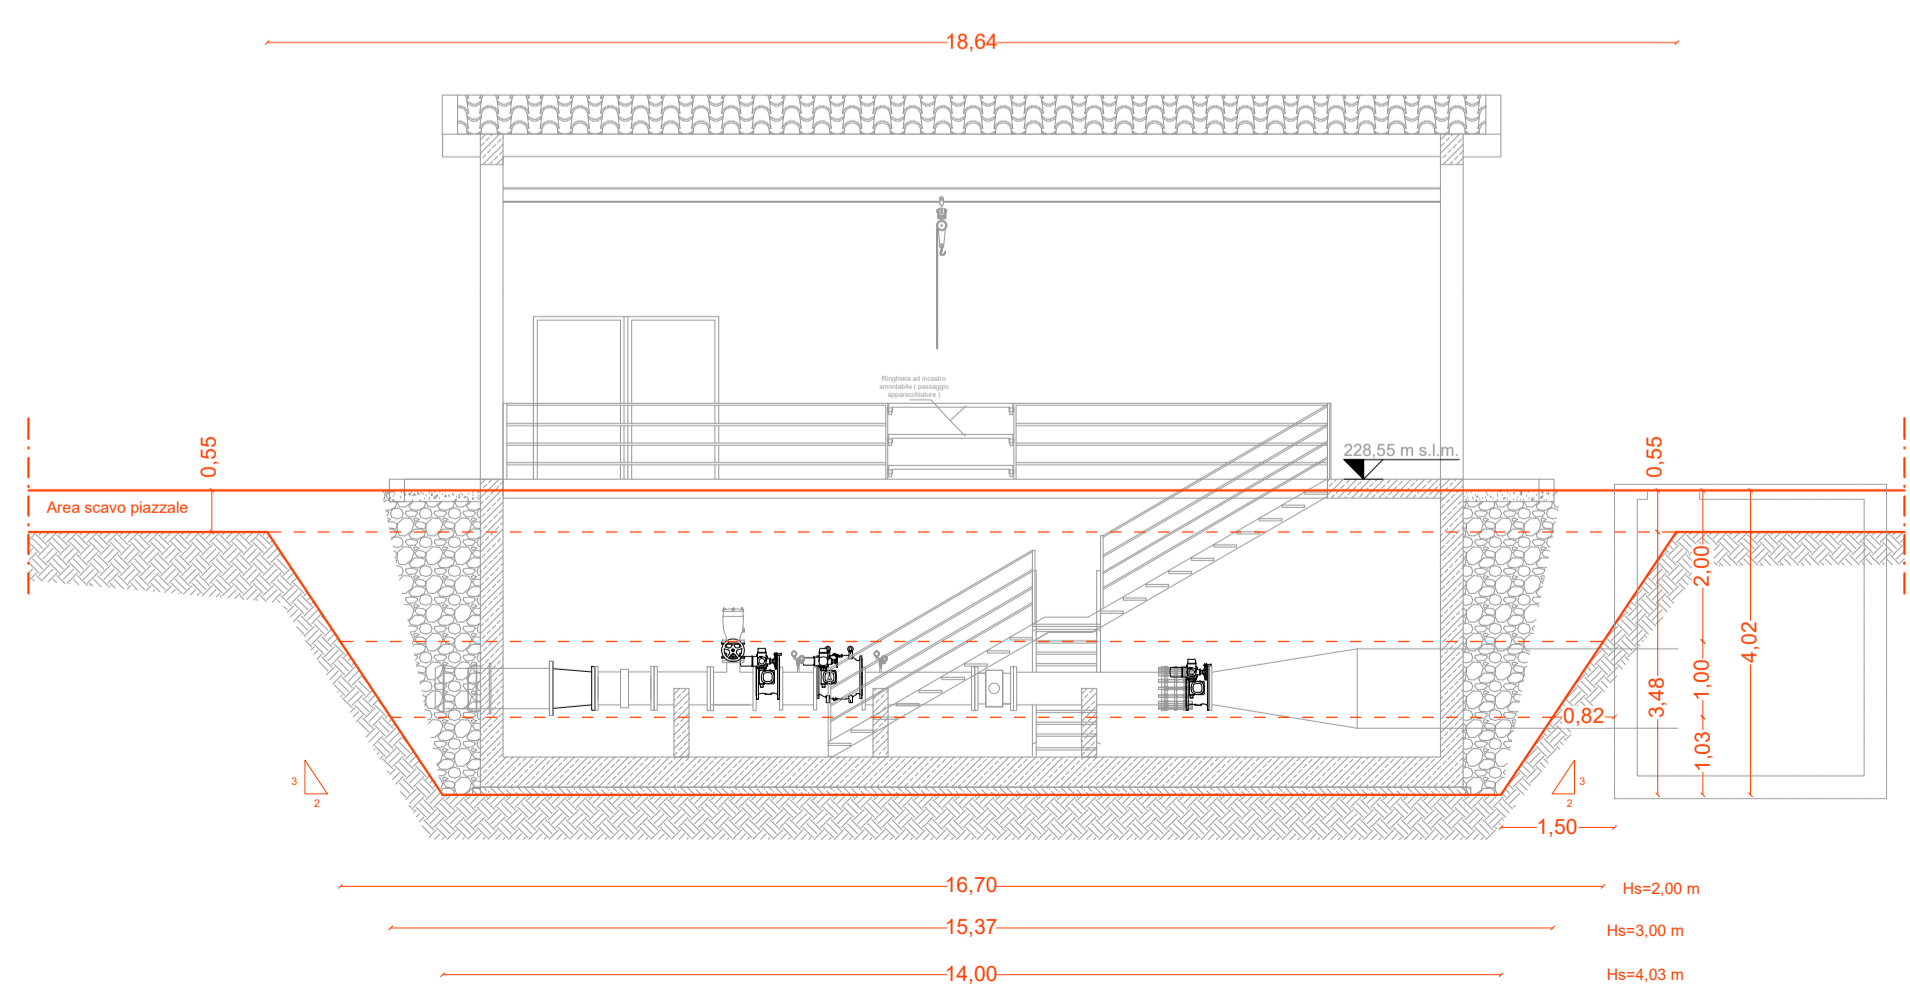 18,64
Ringhiera ad incastro
smontabile ( passaggio
apparecchiature )
228,55 m s.l.m.
0,55
0,55
Area scavo piazzale
2,00
4,02
3,48
1,00
0,82
1,03
3
2
3
2
1,50
16,70
Hs=2,00 m
15,37
Hs=3,00 m
14,00
Hs=4,03 m